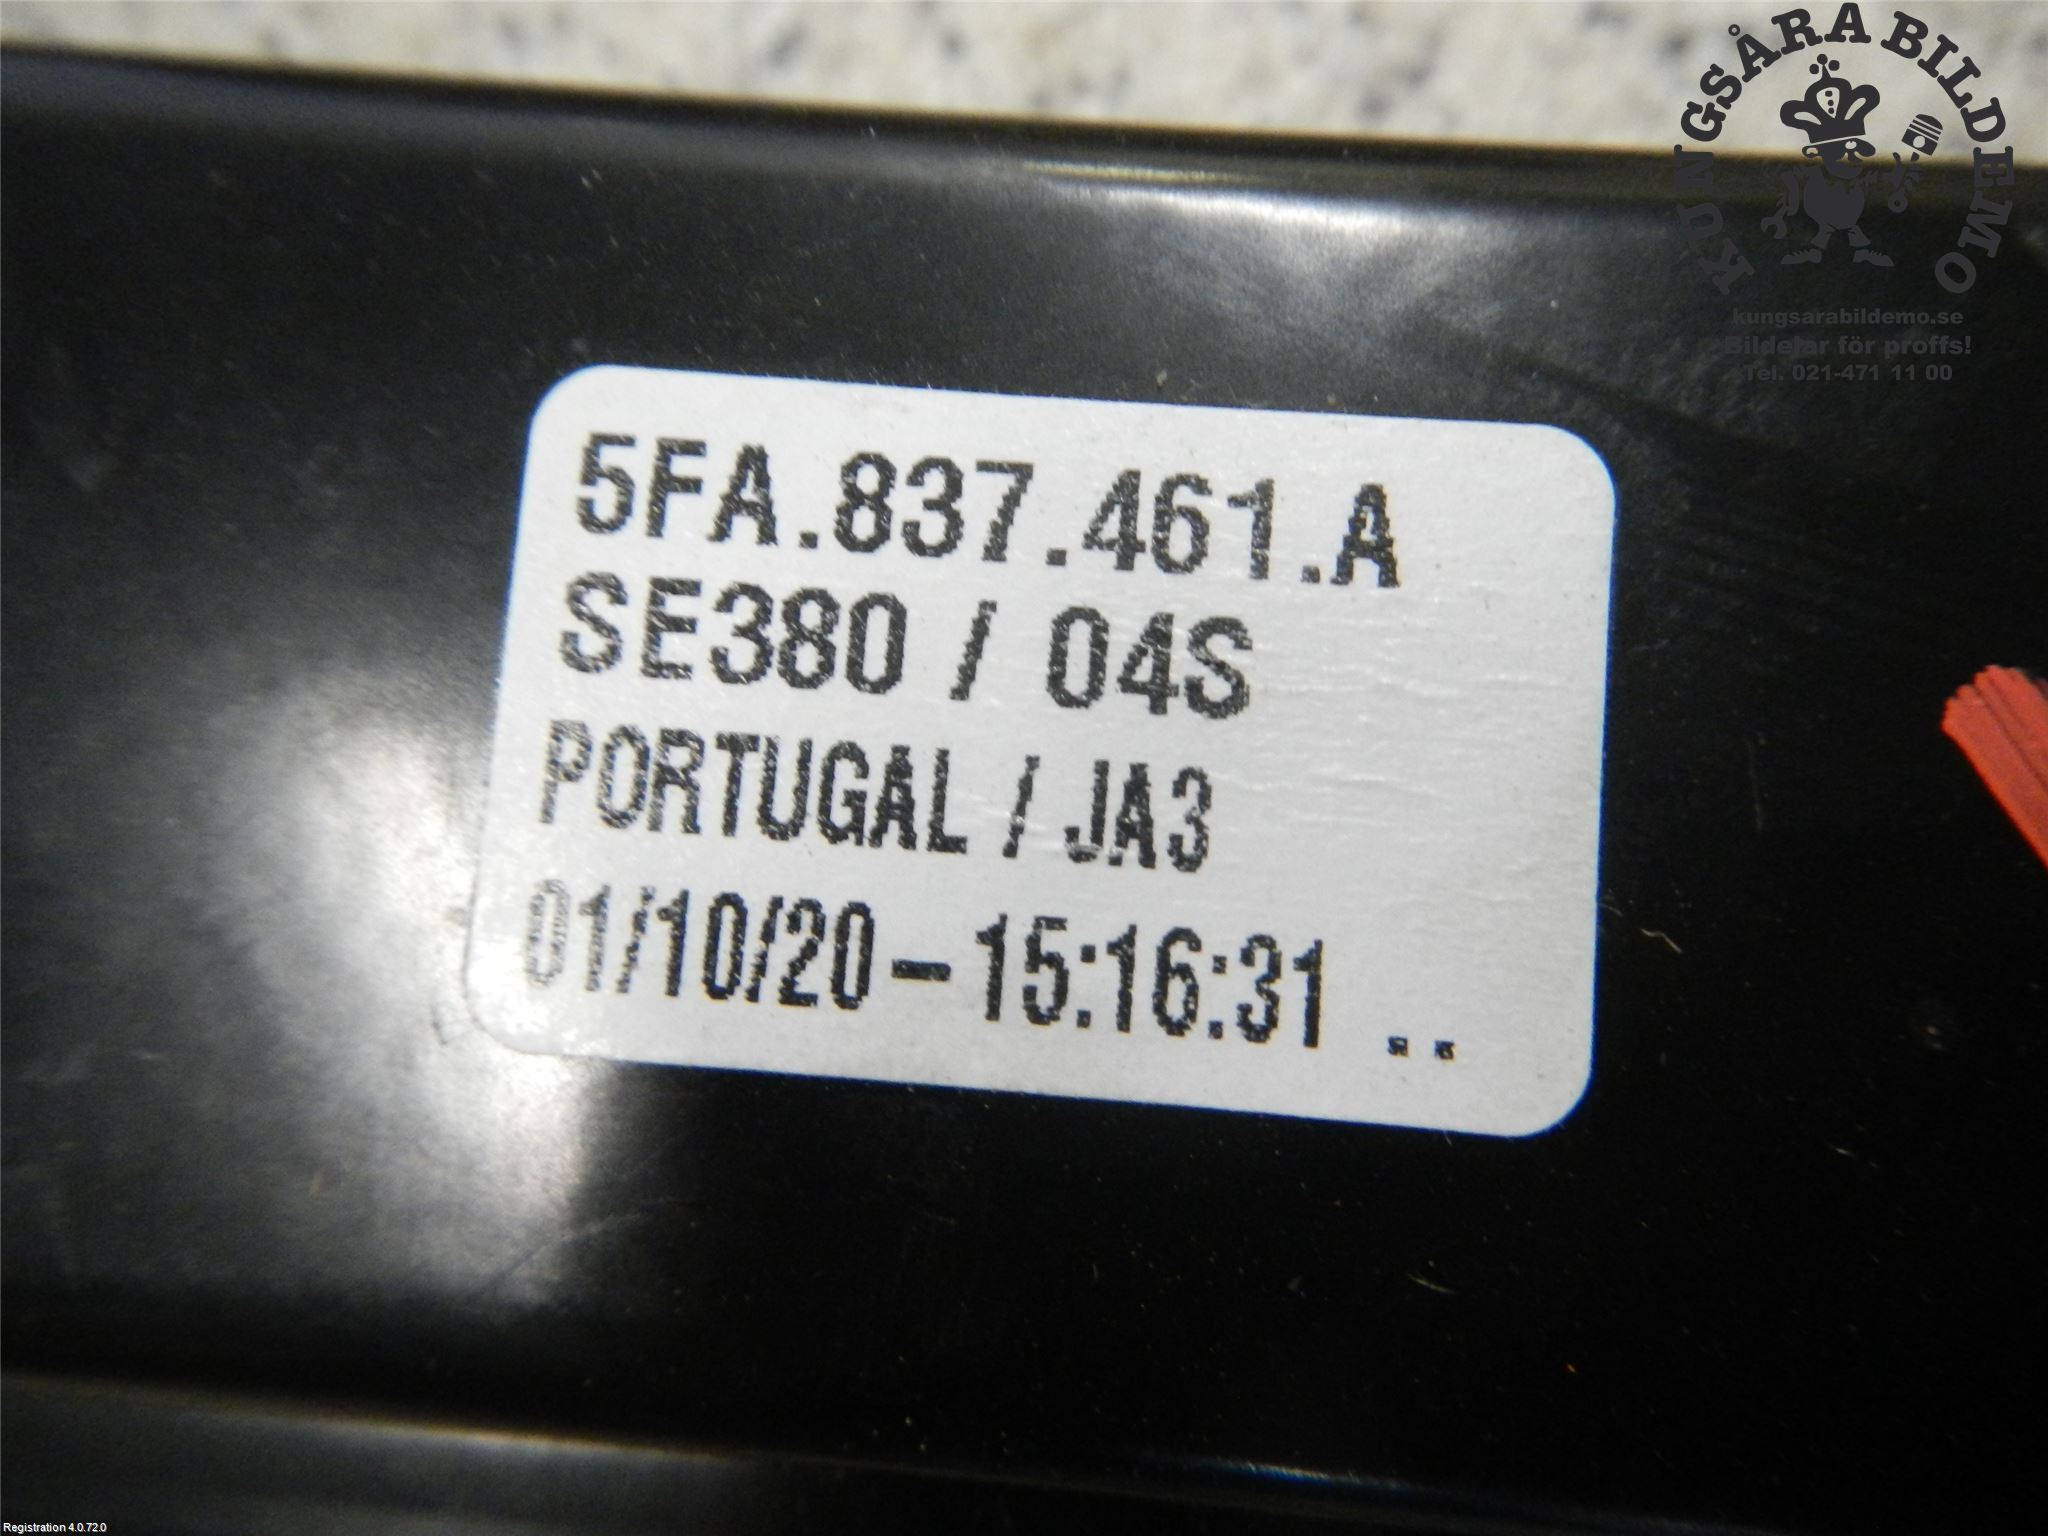 KUNGSÅRA BILDEMO
kungsarabildemo.se
Bildelar för proffs!
Tel. 021-471 11 00
5FA.837.461.A
SE380 / 04S
PORTUGAL / JA3
01/10/20-15:16:31 ..
Registration 4.0.72.0